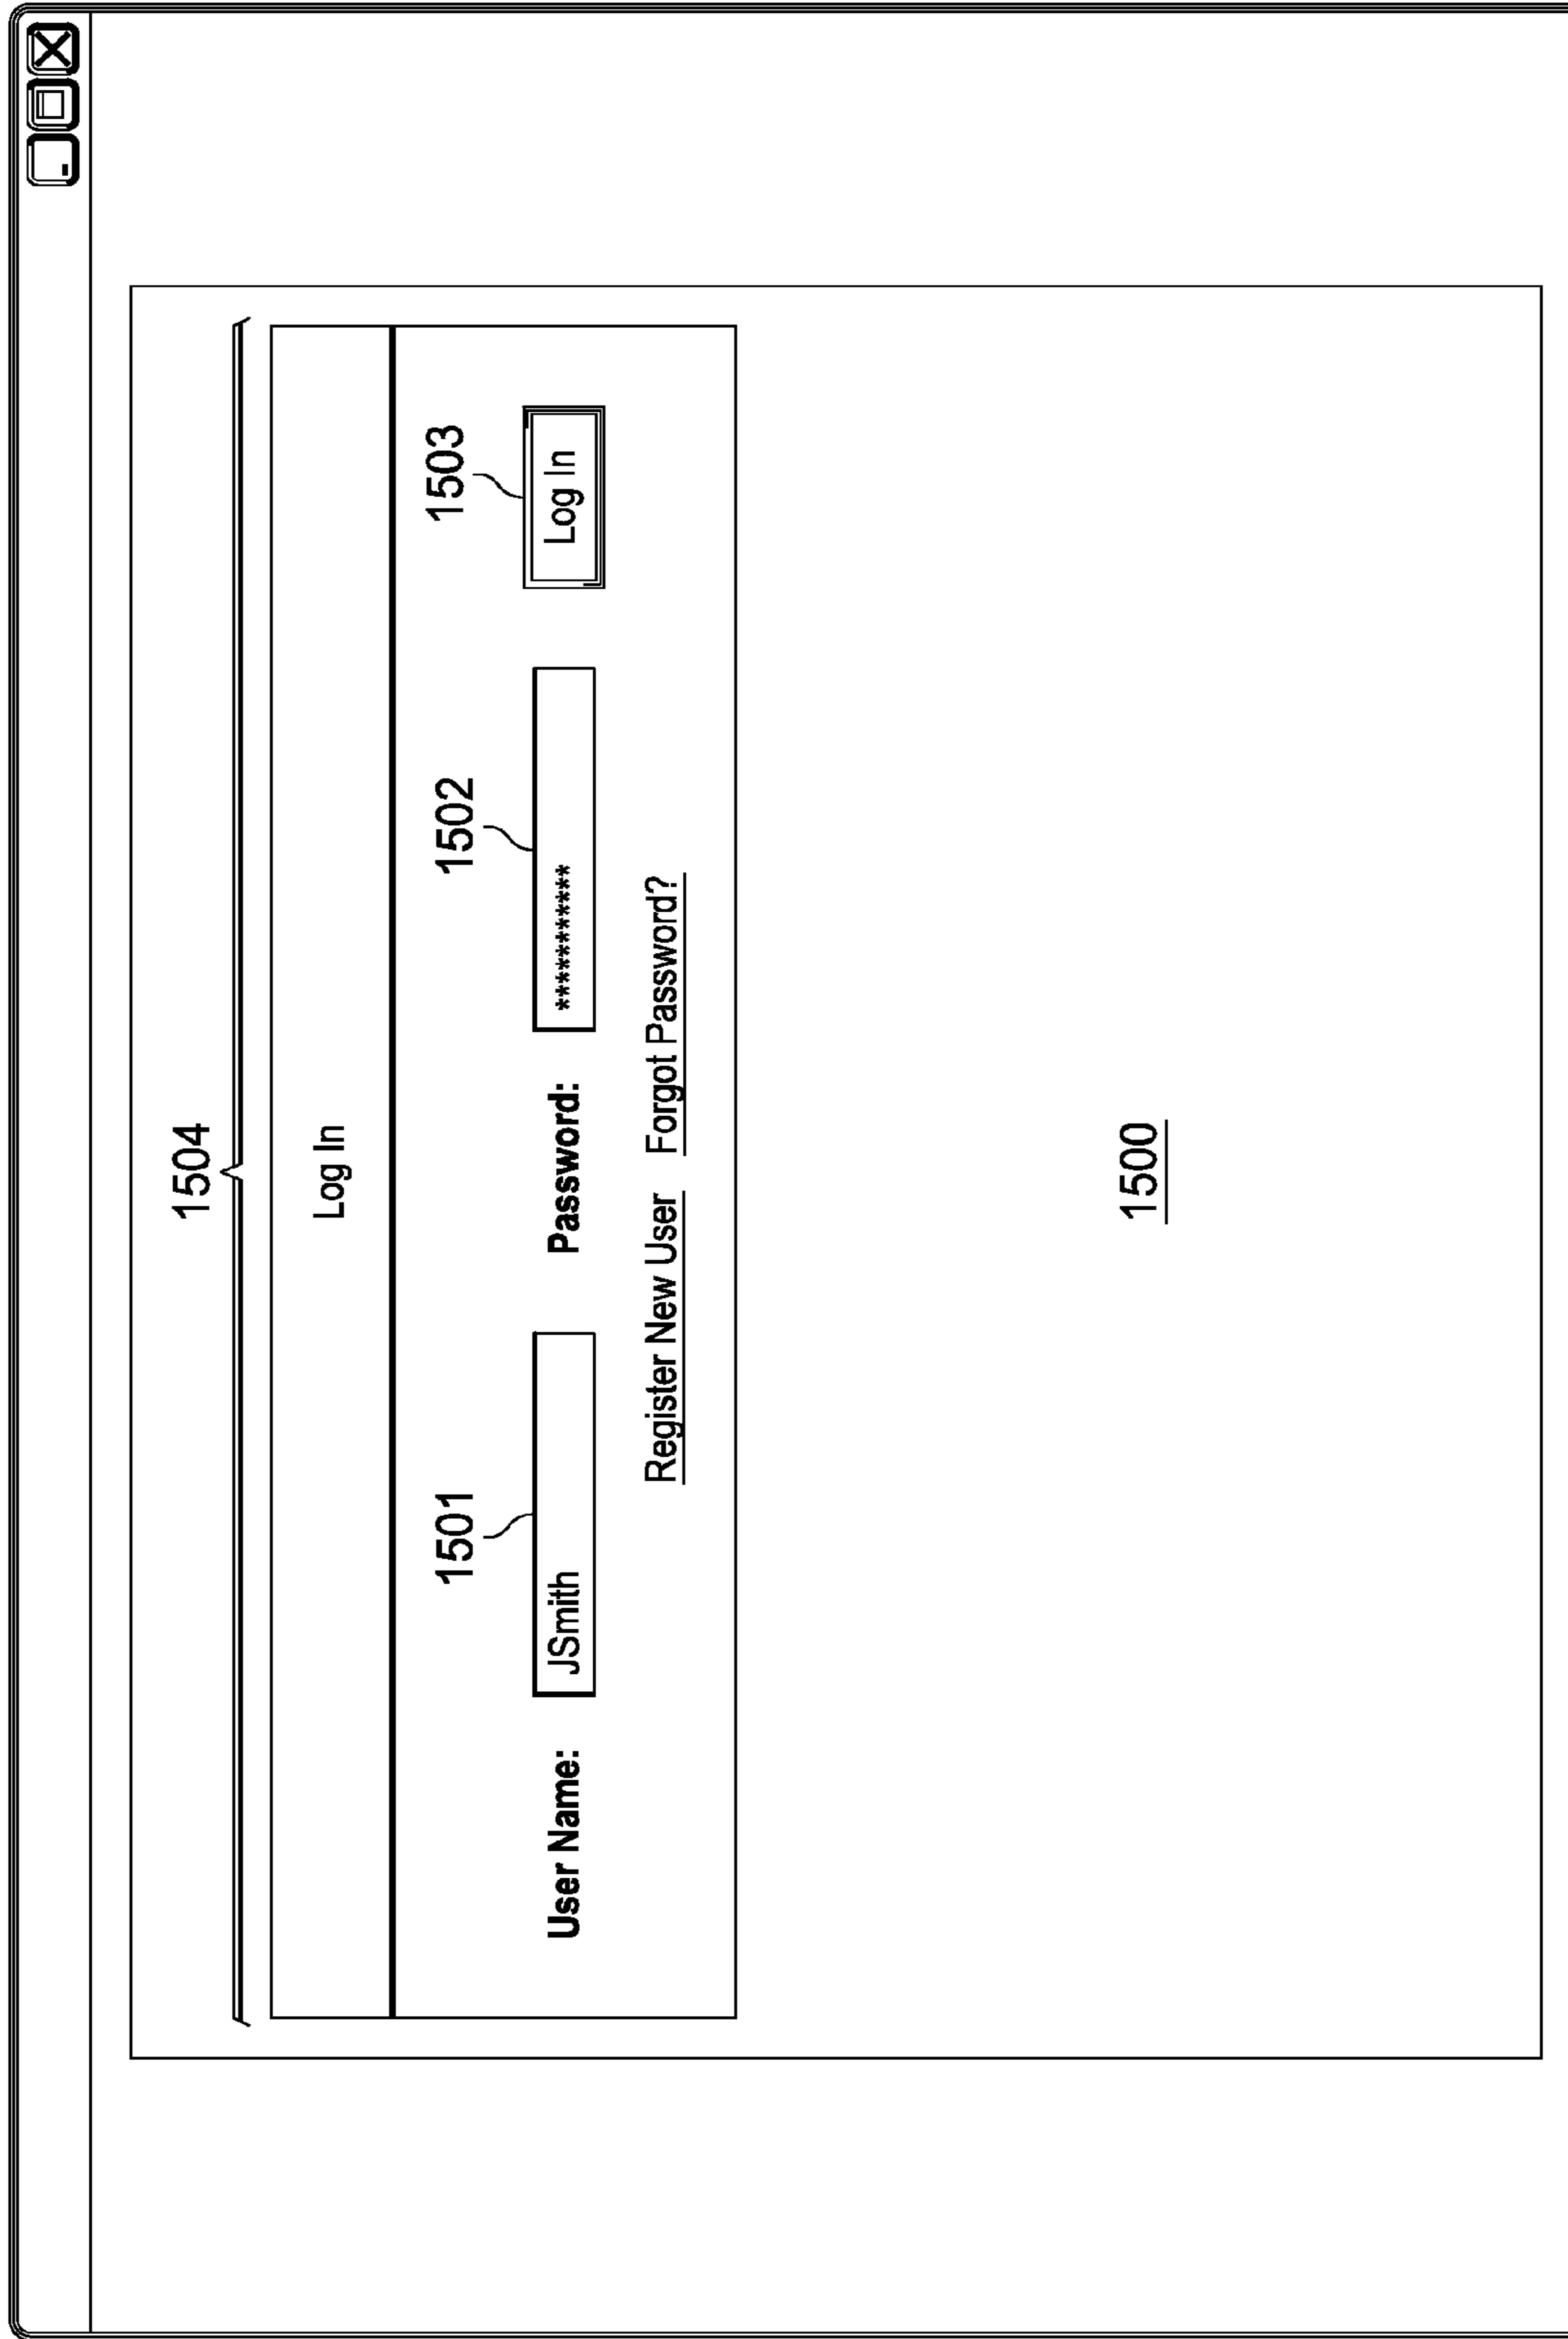 1504
Log In
1501
1502
1503
User Name:
JSmith
Password:
**********
Log In
Register New User
Forgot Password?
1500